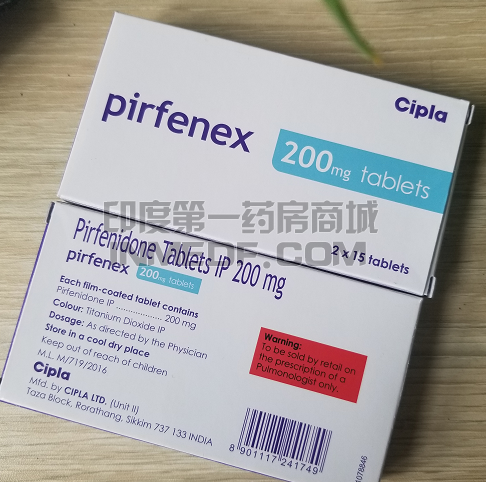 Cipla
pirfenex
200mg tablets
2 x 15 tablets
印度第一药房商城
Pirfenidone Tablets IP 200 mg
pirfenex 200mg tablets
Each film-coated tablet contains
Pirfenidone IP .................. 200 mg
Colour: Titanium Dioxide IP
Dosage: As directed by the Physician
Store in a cool dry place
Keep out of reach of children
M.L. M/719/2016
Cipla
Mfd. by CIPLA LTD. (Unit II)
Taza Block, Rorathang, Sikkim 737 133 INDIA
Warning:
To be sold by retail on
the prescription of a
Pulmonologist only.
8 901117 241749